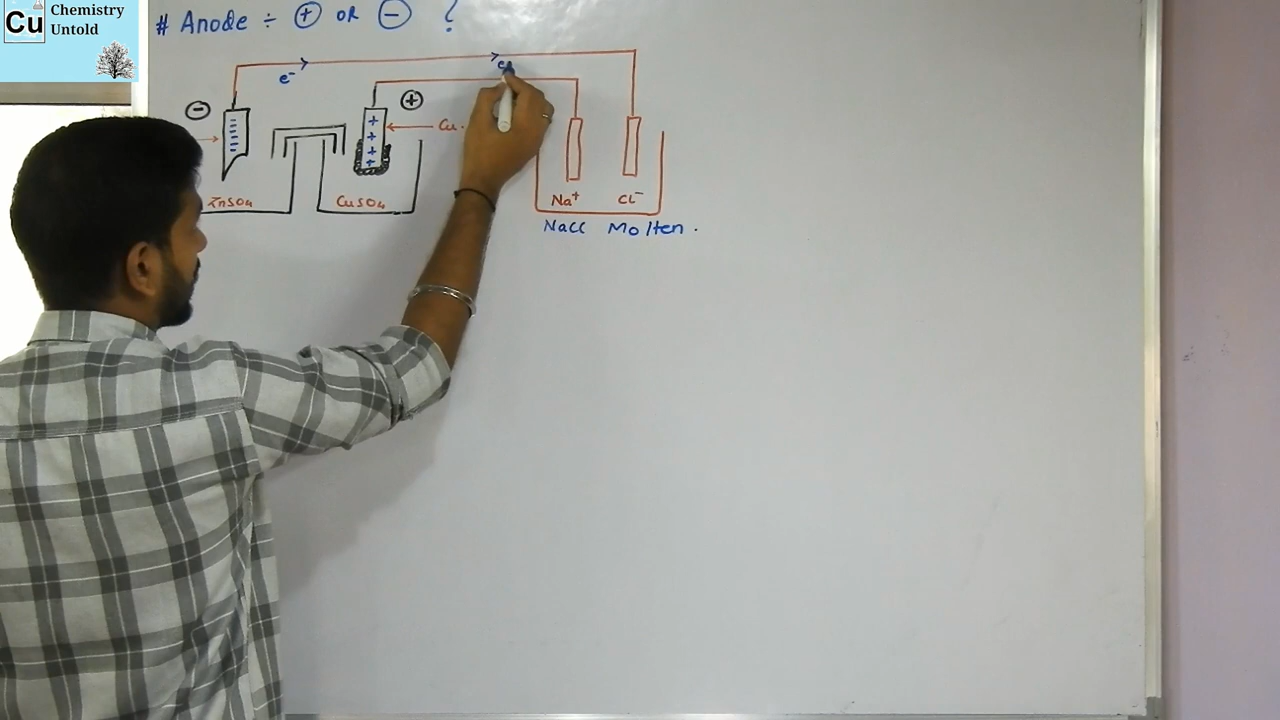 Cu Chemistry
Untold
# Anode ÷ ⊕ OR ⊖ ?
e⁻
⊖ ⊕
Cu.
ZnSO4 CuSO4 Na⁺ Cl⁻
NaCl Molten.